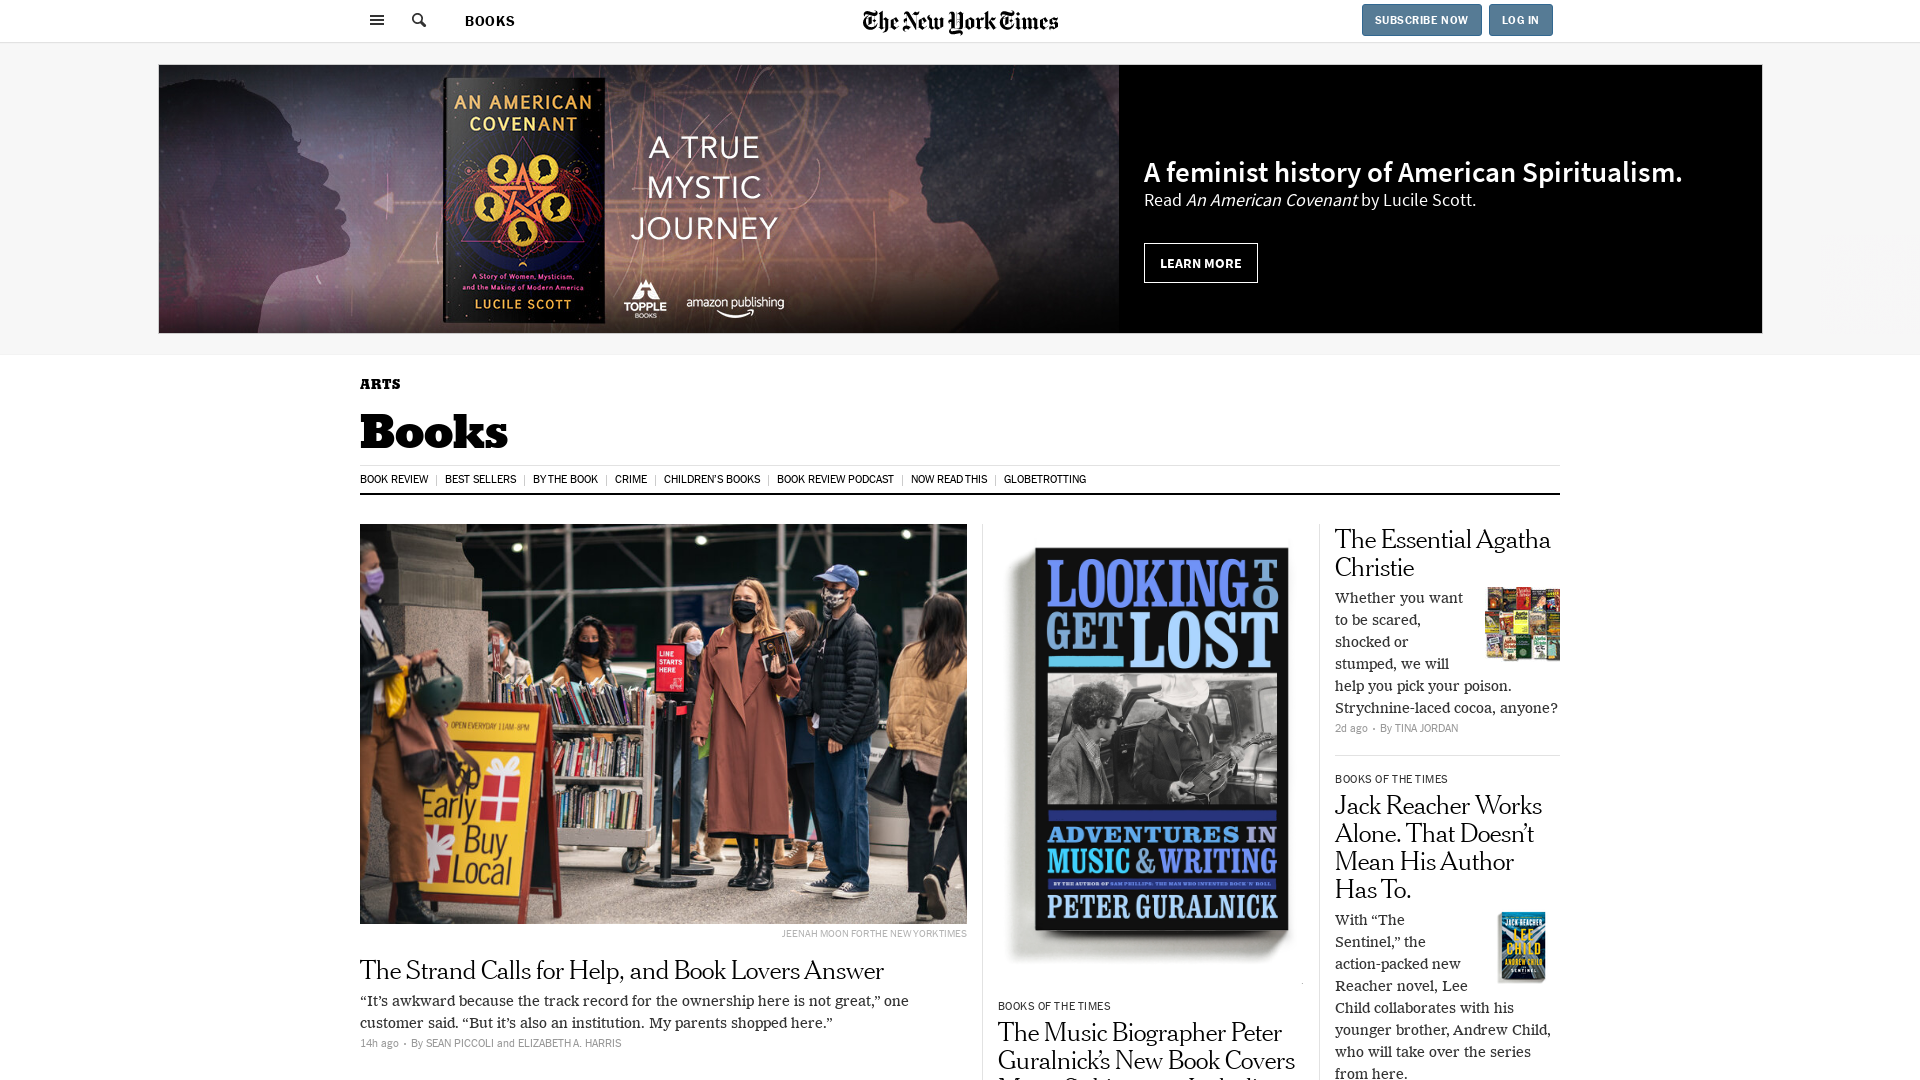 BOOKS
The New York Times
SUBSCRIBE NOW
LOG IN
AN AMERICAN
COVENANT
A Story of Women, Mysticism,
and the Making of Modern America
LUCILE SCOTT
A TRUE
MYSTIC
JOURNEY
TOPPLE
BOOKS
amazon publishing
A feminist history of American Spiritualism.
Read An American Covenant by Lucile Scott.
LEARN MORE
ARTS
Books
BOOK REVIEW
BEST SELLERS
BY THE BOOK
CRIME
CHILDREN'S BOOKS
BOOK REVIEW PODCAST
NOW READ THIS
GLOBETROTTING
LINE
STARTS
HERE
OPEN EVERYDAY 11AM-8PM
Early
Buy
Local
JEENAH MOON FOR THE NEW YORK TIMES
The Strand Calls for Help, and Book Lovers Answer
“It’s awkward because the track record for the ownership here is not great,” one
customer said. “But it’s also an institution. My parents shopped here.”
14h ago · By SEAN PICCOLI and ELIZABETH A. HARRIS
LOOKING TO
GET LOST
ADVENTURES IN
MUSIC & WRITING
BY THE AUTHOR OF SAM PHILLIPS: THE MAN WHO INVENTED ROCK 'N' ROLL
PETER GURALNICK
BOOKS OF THE TIMES
The Music Biographer Peter
Guralnick’s New Book Covers
The Essential Agatha
Christie
Whether you want
to be scared,
shocked or
stumped, we will
help you pick your poison.
Strychnine-laced cocoa, anyone?
2d ago · By TINA JORDAN
BOOKS OF THE TIMES
Jack Reacher Works
Alone. That Doesn’t
Mean His Author
Has To.
With “The
Sentinel,” the
action-packed new
Reacher novel, Lee
Child collaborates with his
younger brother, Andrew Child,
who will take over the series
from here.
JACK REACHER
LEE
CHILD
ANDREW CHILD
SENTINEL